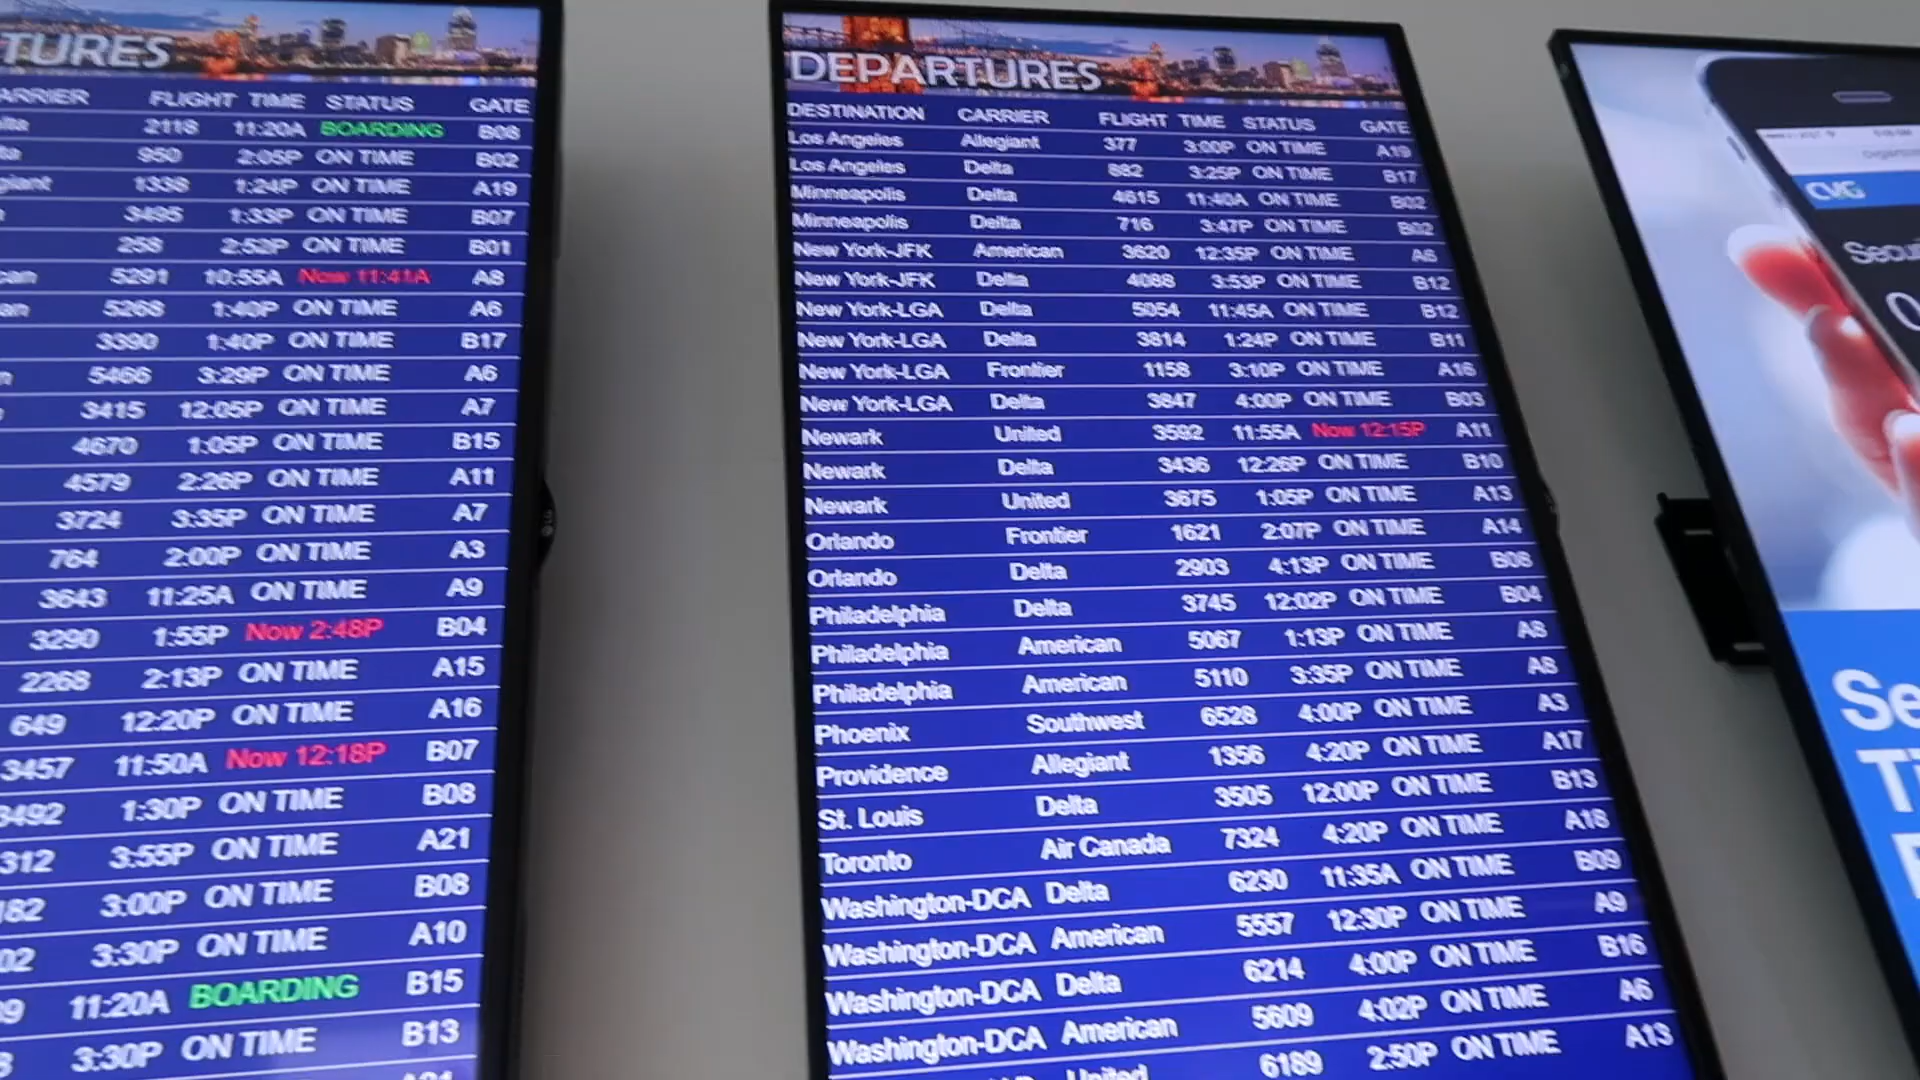 TURES
ARRIER FLIGHT TIME STATUS GATE
lta 2118 11:20A BOARDING B08
ta 950 2:05P ON TIME B02
giant 1338 1:24P ON TIME A19
3495 1:33P ON TIME B07
258 2:52P ON TIME B01
can 5291 10:55A Now 11:41A A8
an 5268 1:40P ON TIME A6
3390 1:40P ON TIME B17
n 5466 3:29P ON TIME A6
3415 12:05P ON TIME A7
4670 1:05P ON TIME B15
4579 2:26P ON TIME A11
3724 3:35P ON TIME A7
764 2:00P ON TIME A3
3643 11:25A ON TIME A9
3290 1:55P Now 2:48P B04
2268 2:13P ON TIME A15
649 12:20P ON TIME A16
3457 11:50A Now 12:18P B07
3492 1:30P ON TIME B08
312 3:55P ON TIME A21
182 3:00P ON TIME B08
02 3:30P ON TIME A10
9 11:20A BOARDING B15
3:30P ON TIME B13
DEPARTURES
DESTINATION CARRIER FLIGHT TIME STATUS GATE
Los Angeles Allegiant 377 3:00P ON TIME A19
Los Angeles Delta 882 3:25P ON TIME B17
Minneapolis Delta 4615 11:40A ON TIME B02
Minneapolis Delta 716 3:47P ON TIME B02
New York-JFK American 3620 12:35P ON TIME A6
New York-JFK Delta 4088 3:53P ON TIME B12
New York-LGA Delta 5054 11:45A ON TIME B12
New York-LGA Delta 3814 1:24P ON TIME B11
New York-LGA Frontier 1158 3:10P ON TIME A16
New York-LGA Delta 3847 4:00P ON TIME B03
Newark United 3592 11:55A Now 12:15P A11
Newark Delta 3436 12:26P ON TIME B10
Newark United 3675 1:05P ON TIME A13
Orlando Frontier 1621 2:07P ON TIME A14
Orlando Delta 2903 4:13P ON TIME B08
Philadelphia Delta 3745 12:02P ON TIME B04
Philadelphia American 5067 1:13P ON TIME A8
Philadelphia American 5110 3:35P ON TIME A8
Phoenix Southwest 6528 4:00P ON TIME A3
Providence Allegiant 1356 4:20P ON TIME A17
St. Louis Delta 3505 12:00P ON TIME B13
Toronto Air Canada 7324 4:20P ON TIME A18
Washington-DCA Delta 6230 11:35A ON TIME B09
Washington-DCA American 5557 12:30P ON TIME A9
Washington-DCA Delta 6214 4:00P ON TIME B16
Washington-DCA American 5609 4:02P ON TIME A6
United 6189 2:50P ON TIME A13
CVG
Secu
Se
Ti